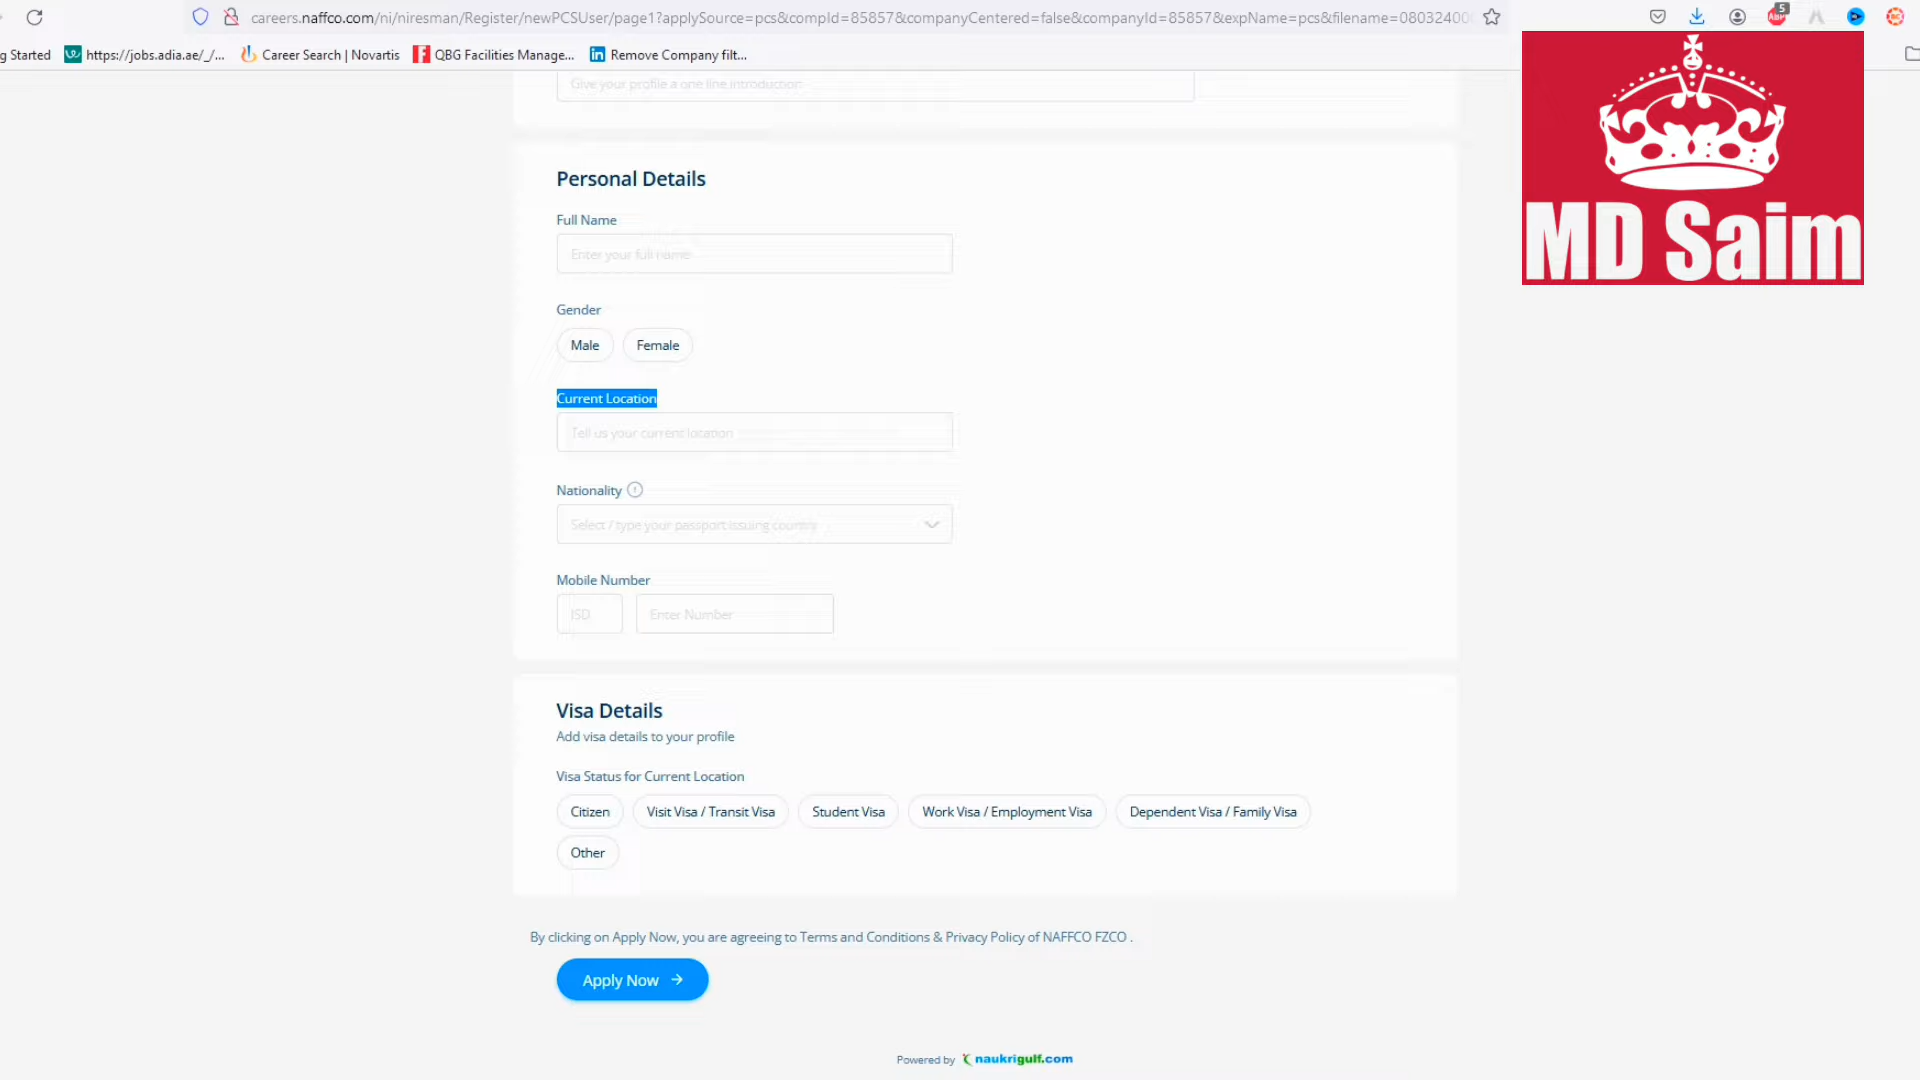 careers.naffco.com/ni/niresman/Register/newPCSUser/page1?applySource=pcs&compId=85857&companyCentered=false&companyId=85857&expName=pcs&filename=080324000
5
g Started
https://jobs.adia.ae/_/...
Career Search | Novartis
QBG Facilities Manage...
Remove Company filt...
Give your profile a one line introduction
MD Saim
Personal Details
Full Name
Enter your full name
Gender
Male Female
Current Location
Tell us your current location
Nationality
Select / type your passport issuing country
Mobile Number
ISD Enter Number
Visa Details
Add visa details to your profile
Visa Status for Current Location
Citizen Visit Visa / Transit Visa Student Visa Work Visa / Employment Visa Dependent Visa / Family Visa
Other
By clicking on Apply Now, you are agreeing to Terms and Conditions & Privacy Policy of NAFFCO FZCO .
Apply Now
Powered by naukrigulf.com